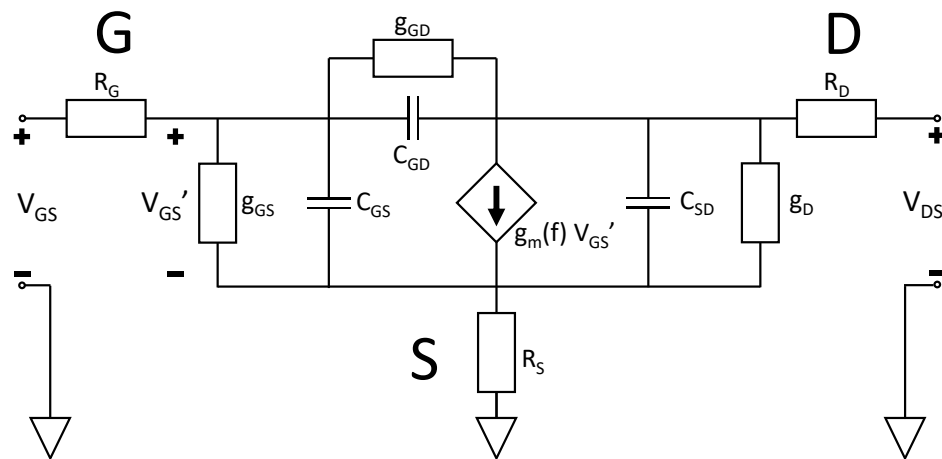 G
g_GD
D
R_G
R_D
+
+
C_GD
+
V_GS
V_GS’
g_GS
C_GS
g_m(f) V_GS’
C_SD
g_D
V_DS
−
−
−
S
R_S